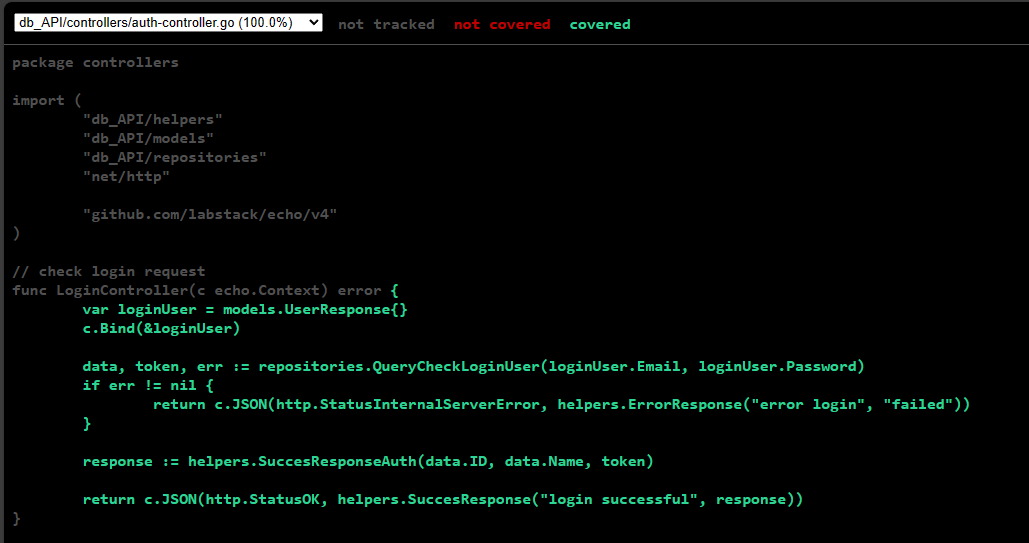 db_API/controllers/auth-controller.go (100.0%) not tracked not covered covered
package controllers
import (
"db_API/helpers"
"db_API/models"
"db_API/repositories"
"net/http"
"github.com/labstack/echo/v4"
)
// check login request
func LoginController(c echo.Context) error {
var loginUser = models.UserResponse{}
c.Bind(&loginUser)
data, token, err := repositories.QueryCheckLoginUser(loginUser.Email, loginUser.Password)
if err != nil {
return c.JSON(http.StatusInternalServerError, helpers.ErrorResponse("error login", "failed"))
}
response := helpers.SuccesResponseAuth(data.ID, data.Name, token)
return c.JSON(http.StatusOK, helpers.SuccesResponse("login successful", response))
}